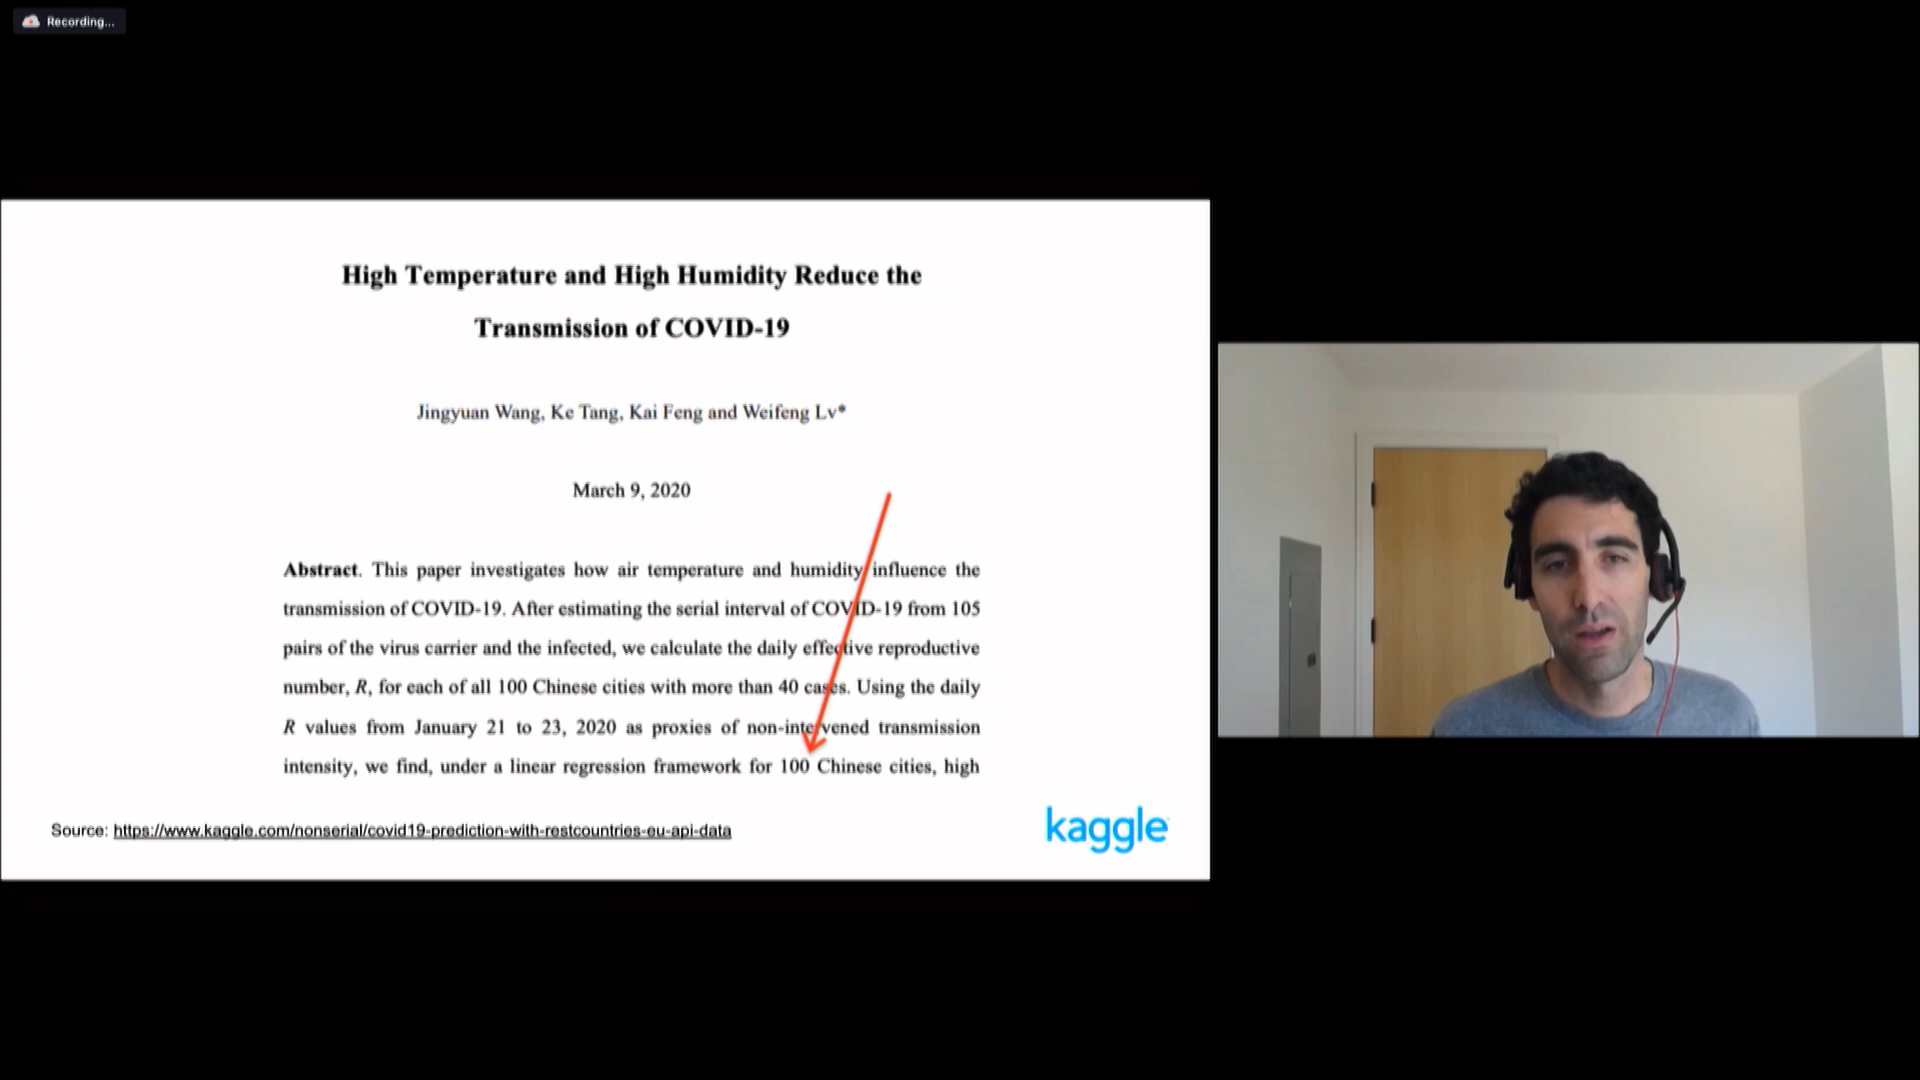 Recording...
High Temperature and High Humidity Reduce the
Transmission of COVID-19
Jingyuan Wang, Ke Tang, Kai Feng and Weifeng Lv*
March 9, 2020
Abstract. This paper investigates how air temperature and humidity influence the
transmission of COVID-19. After estimating the serial interval of COVID-19 from 105
pairs of the virus carrier and the infected, we calculate the daily effective reproductive
number, R, for each of all 100 Chinese cities with more than 40 cases. Using the daily
R values from January 21 to 23, 2020 as proxies of non-intervened transmission
intensity, we find, under a linear regression framework for 100 Chinese cities, high
Source: https://www.kaggle.com/nonserial/covid19-prediction-with-restcountries-eu-api-data
kaggle